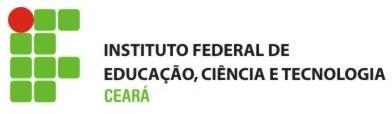 INSTITUTO FEDERAL DE
EDUCAÇÃO, CIÊNCIA E TECNOLOGIA
CEARÁ